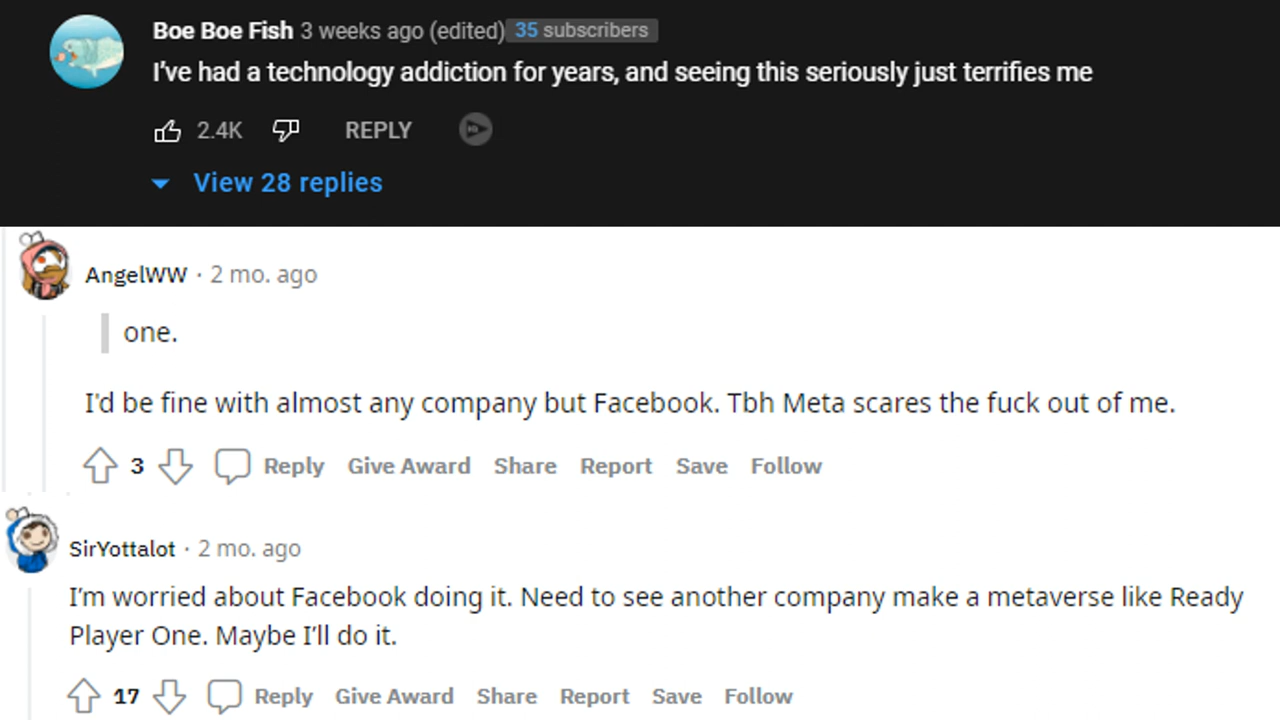 Boe Boe Fish 3 weeks ago (edited) 35 subscribers
I've had a technology addiction for years, and seeing this seriously just terrifies me
2.4K REPLY
View 28 replies
AngelWW · 2 mo. ago
one.
I'd be fine with almost any company but Facebook. Tbh Meta scares the fuck out of me.
3 Reply Give Award Share Report Save Follow
SirYottalot · 2 mo. ago
I'm worried about Facebook doing it. Need to see another company make a metaverse like Ready
Player One. Maybe I'll do it.
17 Reply Give Award Share Report Save Follow